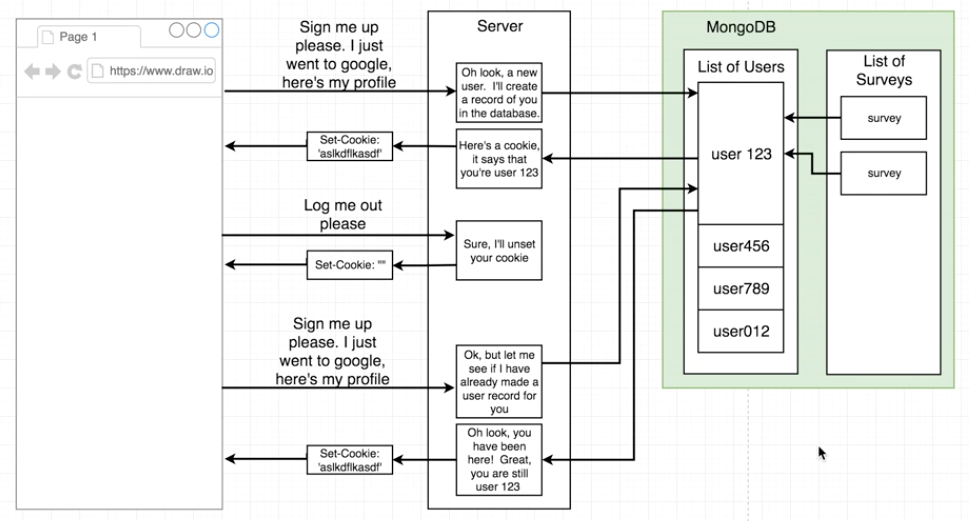 Page 1
https://www.draw.io
Sign me up
please. I just
went to google,
here's my profile
Set-Cookie:
'aslkdflkasdf'
Log me out
please
Set-Cookie: ""
Sign me up
please. I just
went to google,
here's my profile
Set-Cookie:
'aslkdflkasdf'
Server
Oh look, a new
user. I'll create
a record of you
in the database.
Here's a cookie,
it says that
you're user 123
Sure, I'll unset
your cookie
Ok, but let me
see if I have
already made a
user record for
you
Oh look, you
have been
here! Great,
you are still
user 123
MongoDB
List of Users
user 123
user456
user789
user012
List of
Surveys
survey
survey